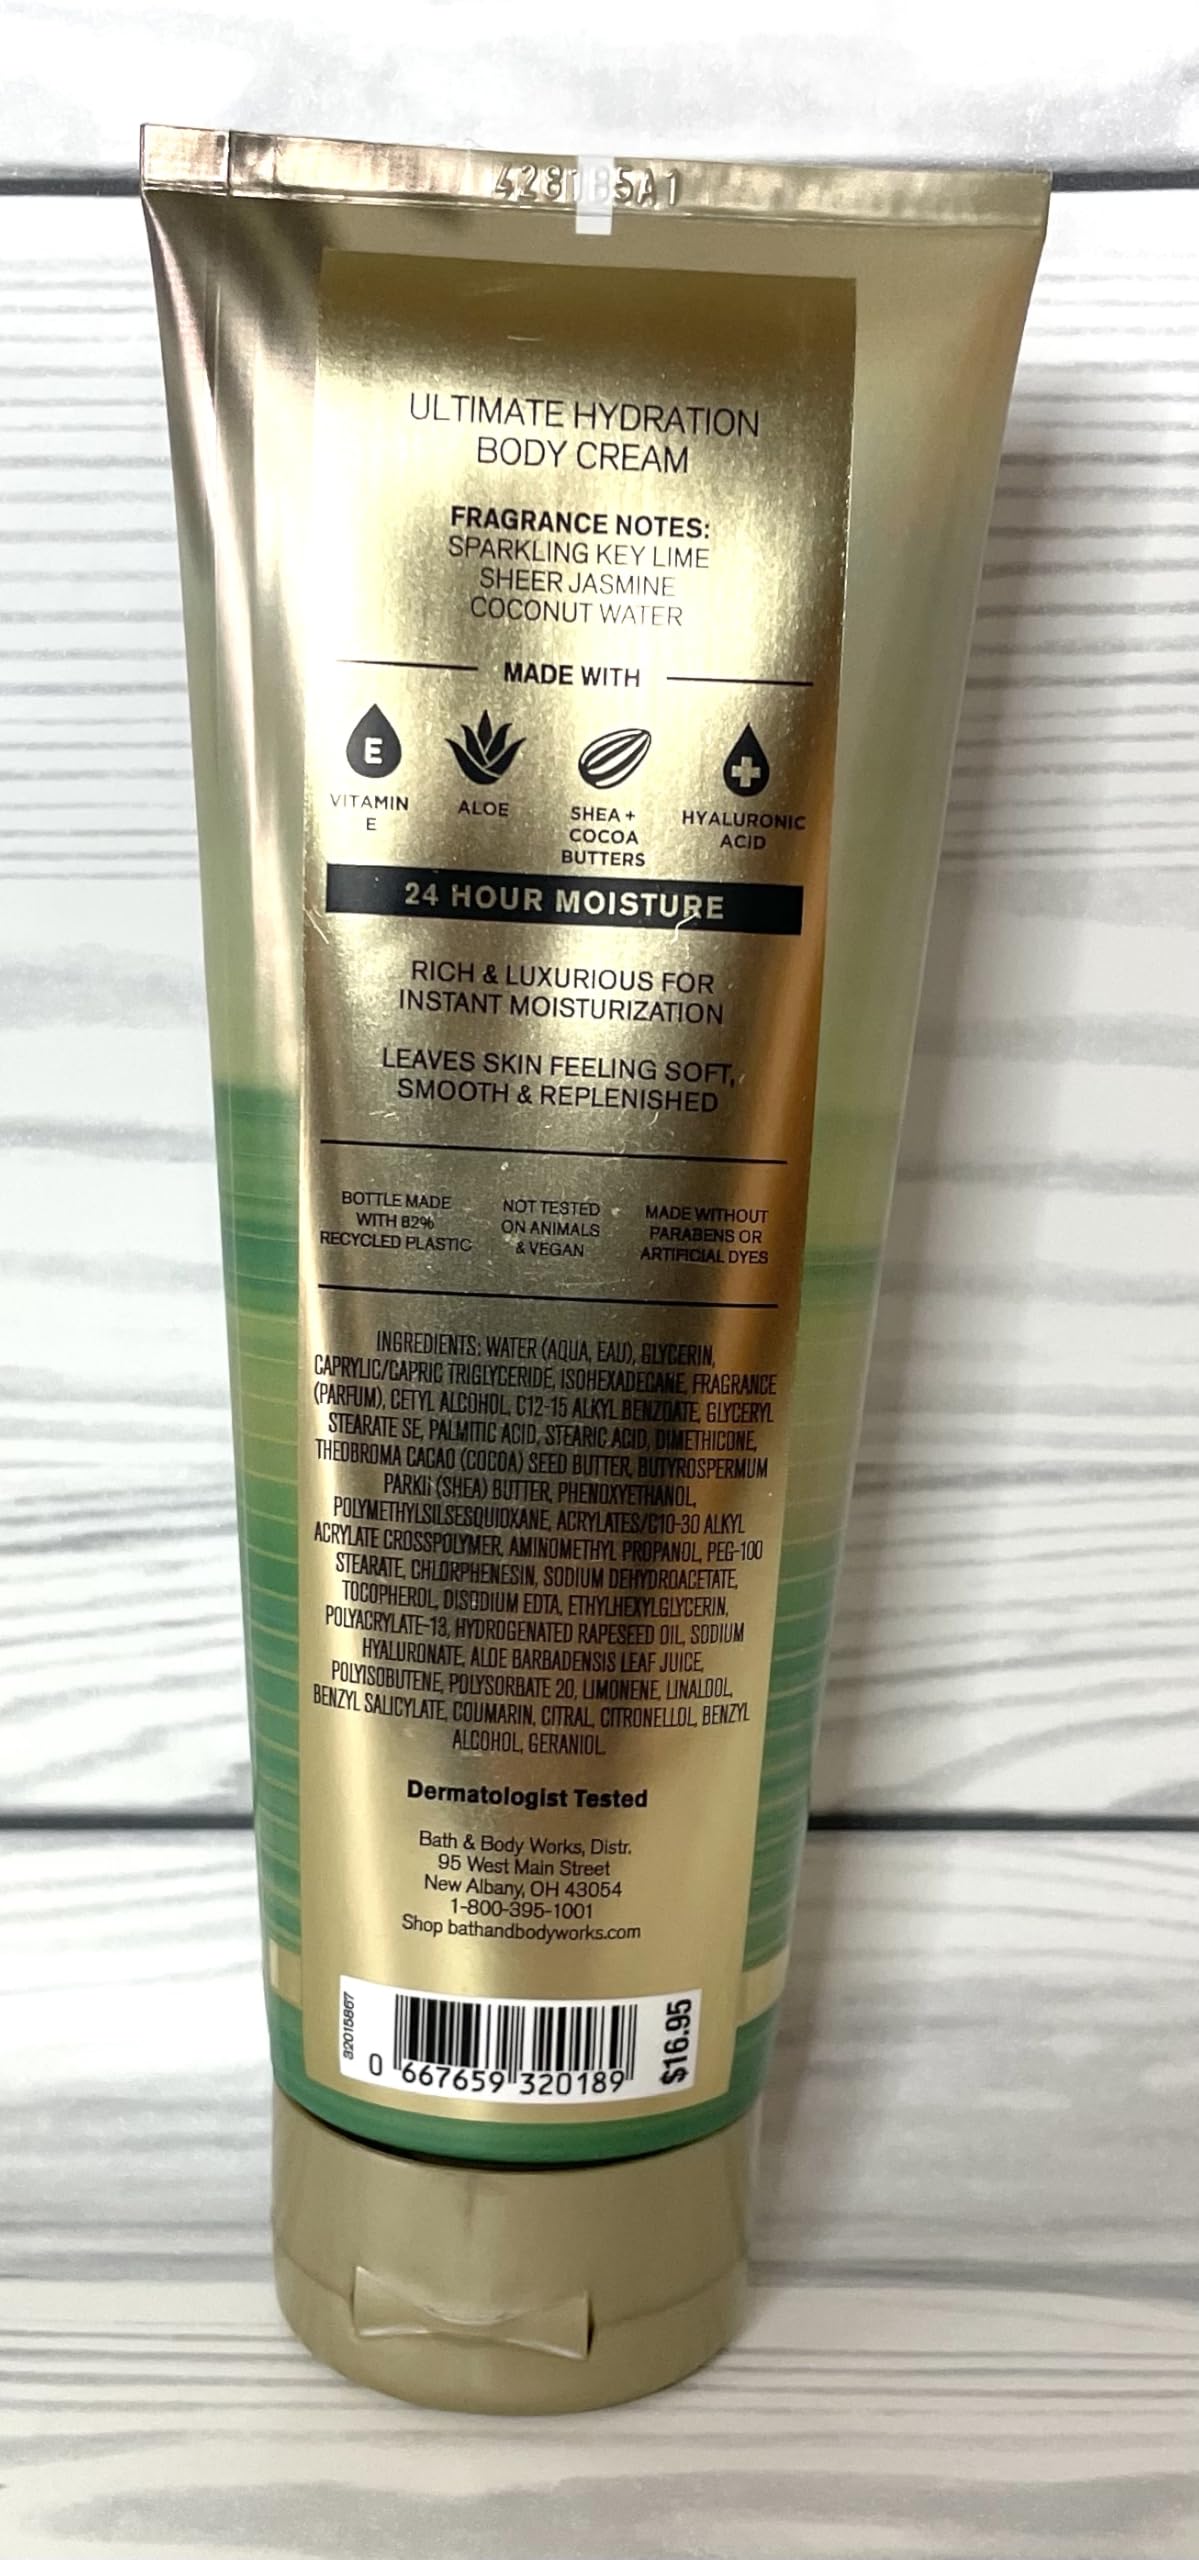 ULTIMATE HYDRATION
BODY CREAM
FRAGRANCE NOTES:
SPARKLING KEY LIME
SHEER JASMINE
COCONUT WATER
MADE WITH
E
VITAMIN
E
ALOE
SHEA +
COCOA
BUTTERS
HYALURONIC
ACID
24 HOUR MOISTURE
RICH & LUXURIOUS FOR
INSTANT MOISTURIZATION
LEAVES SKIN FEELING SOFT,
SMOOTH & REPLENISHED
BOTTLE MADE
WITH 82%
RECYCLED PLASTIC
NOT TESTED
ON ANIMALS
& VEGAN
MADE WITHOUT
PARABENS OR
ARTIFICIAL DYES
INGREDIENTS: WATER (AQUA, EAU), GLYCERIN,
CAPRYLIC/CAPRIC TRIGLYCERIDE, ISOHEXADECANE, FRAGRANCE
(PARFUM), CETYL ALCOHOL, C12-15 ALKYL BENZOATE, GLYCERYL
STEARATE SE, PALMITIC ACID, STEARIC ACID, DIMETHICONE,
THEOBROMA CACAO (COCOA) SEED BUTTER, BUTYROSPERMUM
PARKII (SHEA) BUTTER, PHENOXYETHANOL,
POLYMETHYLSILSESQUIOXANE, ACRYLATES/C10-30 ALKYL
ACRYLATE CROSSPOLYMER, AMINOMETHYL PROPANOL, PEG-100
STEARATE, CHLORPHENESIN, SODIUM DEHYDROACETATE,
TOCOPHEROL, DISODIUM EDTA, ETHYLHEXYLGLYCERIN,
POLYACRYLATE-13, HYDROGENATED RAPESEED OIL, SODIUM
HYALURONATE, ALOE BARBADENSIS LEAF JUICE,
POLYISOBUTENE, POLYSORBATE 20, LIMONENE, LINALOOL,
BENZYL SALICYLATE, COUMARIN, CITRAL, CITRONELLOL, BENZYL
ALCOHOL, GERANIOL.
Dermatologist Tested
Bath & Body Works, Distr.
95 West Main Street
New Albany, OH 43054
1-800-395-1001
Shop bathandbodyworks.com
32015867
0 667659 320189
$16.95